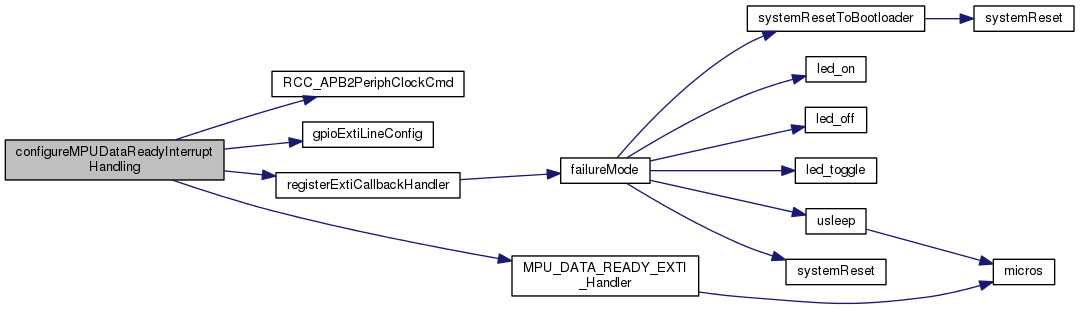 configureMPUDataReadyInterrupt
Handling
RCC_APB2PeriphClockCmd
gpioExtiLineConfig
registerExtiCallbackHandler
MPU_DATA_READY_EXTI
_Handler
failureMode
systemResetToBootloader
systemReset
led_on
led_off
led_toggle
usleep
systemReset
micros